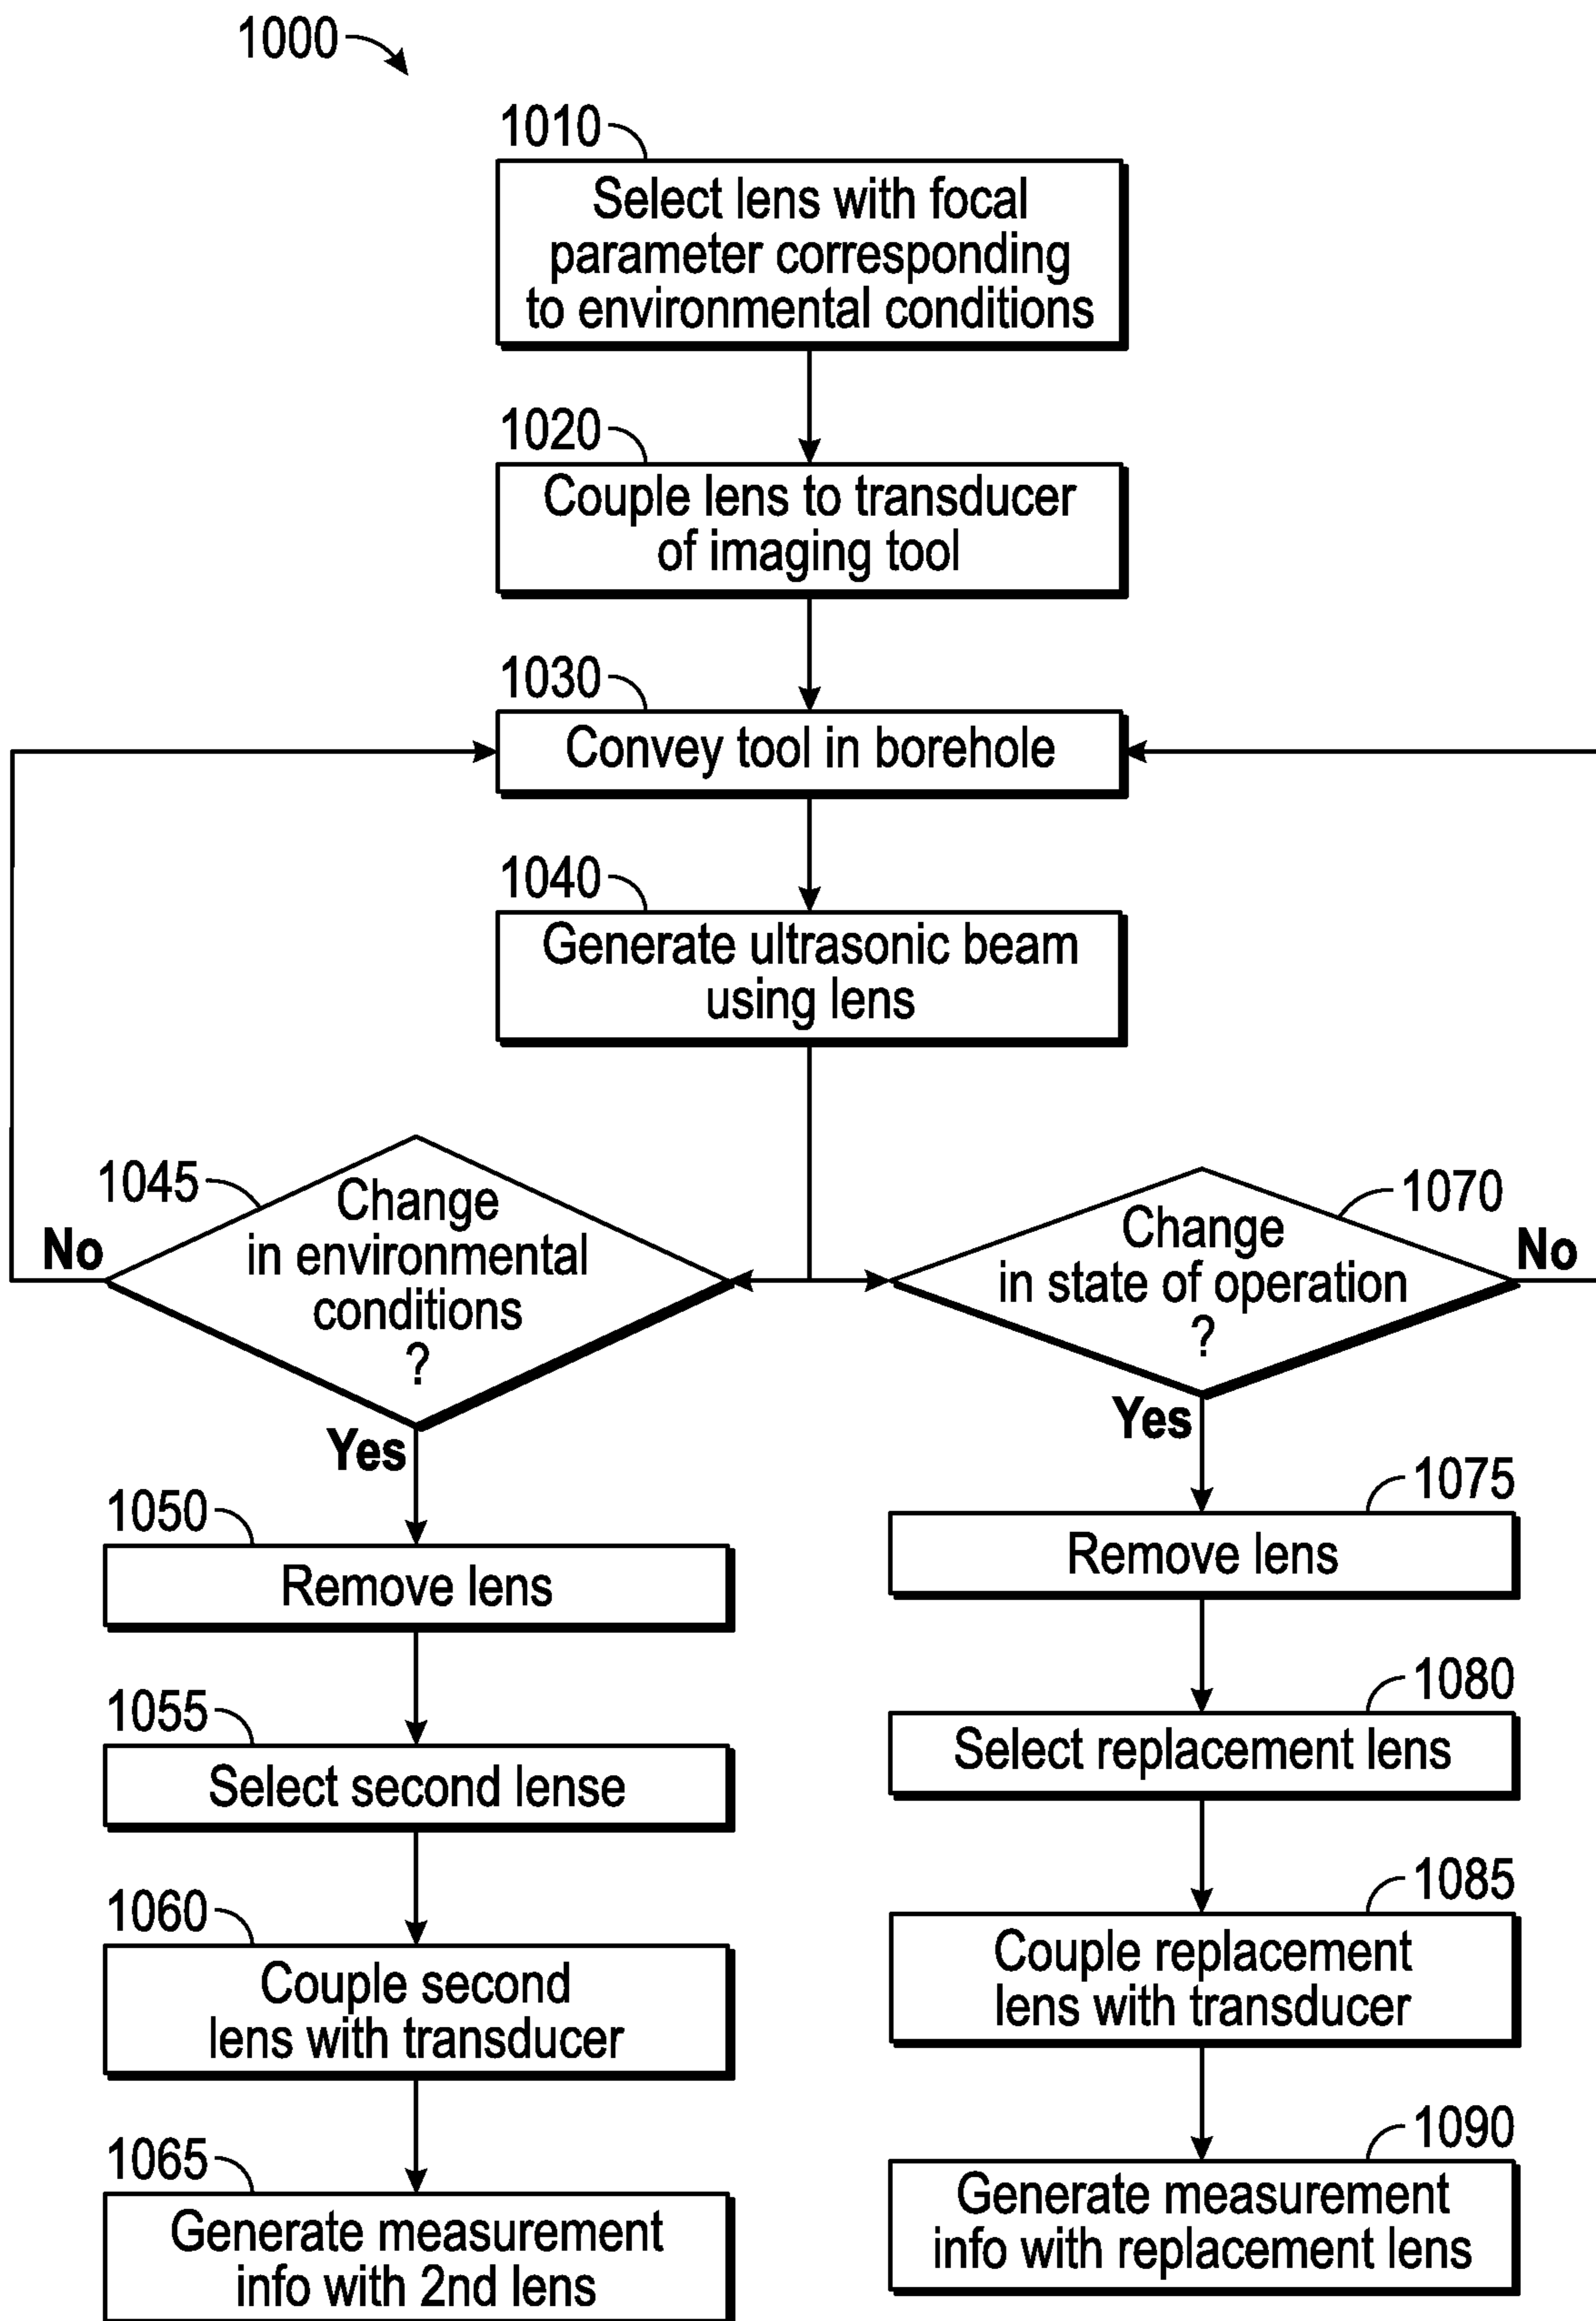 1000
1010
Select lens with focal
parameter corresponding
to environmental conditions
1020
Couple lens to transducer
of imaging tool
1030
Convey tool in borehole
1040
Generate ultrasonic beam
using lens
1045
Change
in environmental
conditions
?
No
Yes
1070
Change
in state of operation
?
No
Yes
1050
Remove lens
1055
Select second lense
1060
Couple second
lens with transducer
1065
Generate measurement
info with 2nd lens
1075
Remove lens
1080
Select replacement lens
1085
Couple replacement
lens with transducer
1090
Generate measurement
info with replacement lens